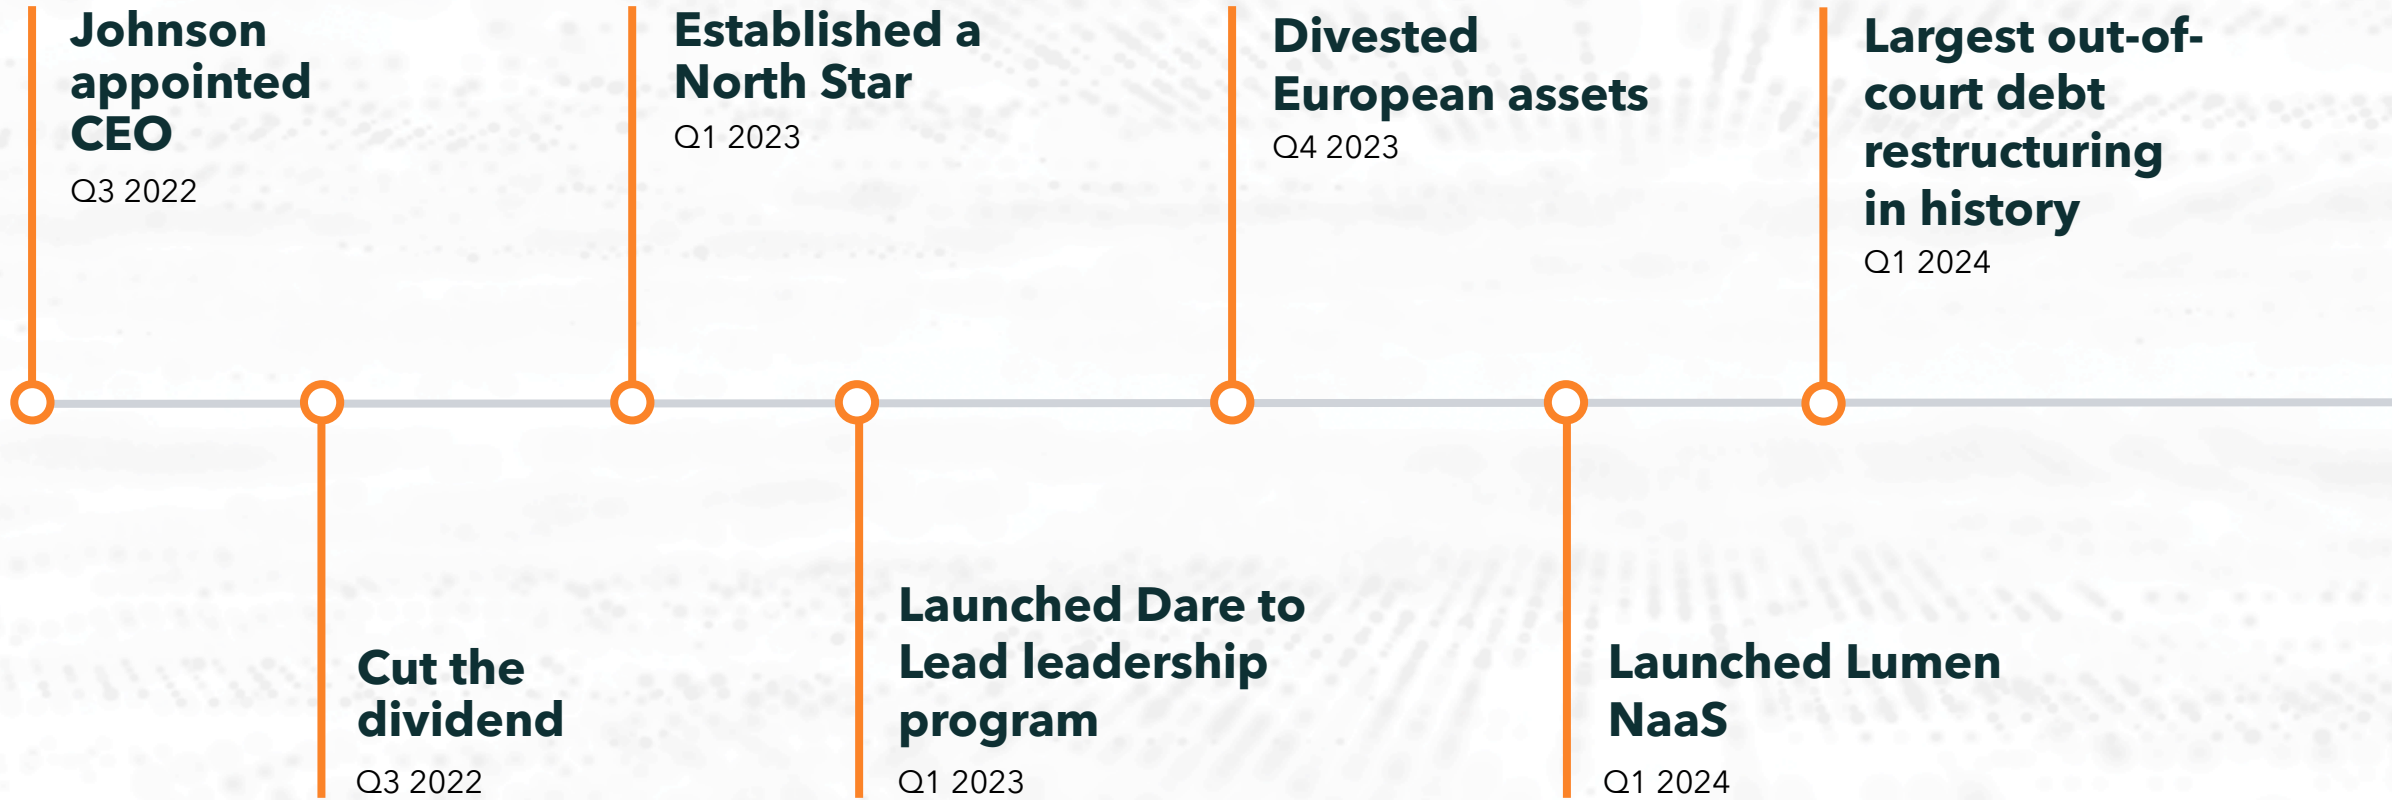 Johnson
appointed
CEO
Q3 2022
Cut the
dividend
Q3 2022
Established a
North Star
Q1 2023
Launched Dare to
Lead leadership
program
Q1 2023
Divested
European assets
Q4 2023
Launched Lumen
NaaS
Q1 2024
Largest out-of-
court debt
restructuring
in history
Q1 2024